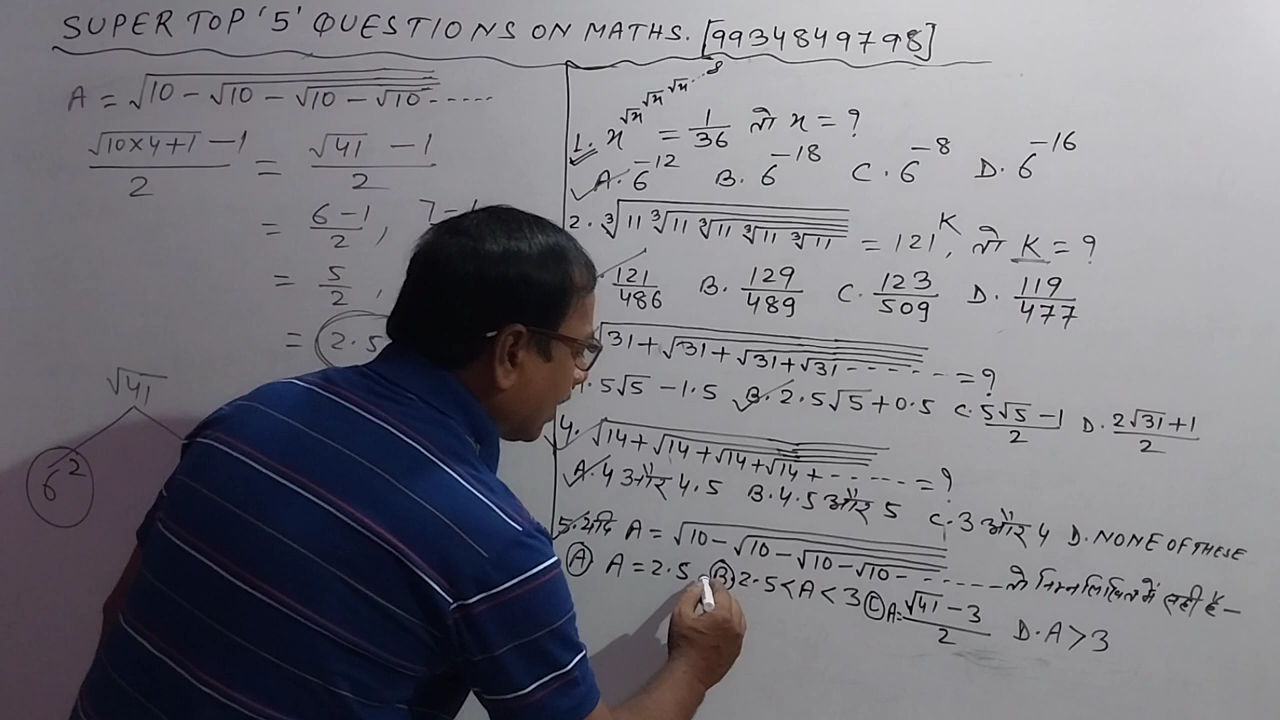 SUPER TOP '5' QUESTIONS ON MATHS. [9934849798]
A = √10 - √10 - √10 - √10 .....
(√10×4+1 - 1)/2 = (√41 - 1)/2
= (6-1)/2, 7-1
= 5/2,
= 2.5
√41
6²
1. x^√x^√x^√x...∞ = 1/36 तो x = ?
A. 6^-12 B. 6^-18 C. 6^-8 D. 6^-16
2. ∛11 ∛11 ∛11 ∛11 ∛11 = 121^K, तो K = ?
121/486 B. 129/489 C. 123/509 D. 119/477
√31+√31+√31+√31------- = ?
5√5 - 1.5 B. 2.5√5 + 0.5 C. (5√5 - 1)/2 D. (2√31+1)/2
4. √14+√14+√14+√14+------ = ?
A. 4 और 4.5 B. 4.5 और 5 C. 3 और 4 D. NONE OF THESE
5. यदि A = √10-√10-√10-√10------- तो निम्नलिखित में सही है -
A A = 2.5 B 2.5 < A < 3 C A = (√41 - 3)/2 D. A > 3